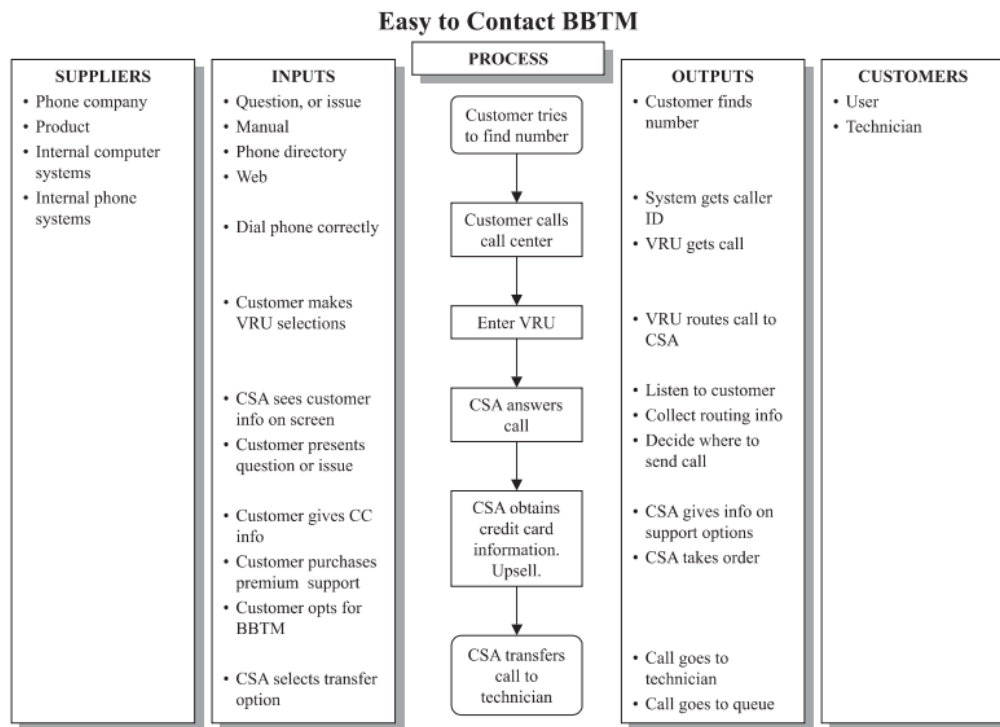 Easy to Contact BBTM
SUPPLIERS
• Phone company
• Product
• Internal computer
systems
• Internal phone
systems
INPUTS
• Question, or issue
• Manual
• Phone directory
• Web
• Dial phone correctly
• Customer makes
VRU selections
• CSA sees customer
info on screen
• Customer presents
question or issue
• Customer gives CC
info
• Customer purchases
premium support
• Customer opts for
BBTM
• CSA selects transfer
option
PROCESS
Customer tries
to find number
Customer calls
call center
Enter VRU
CSA answers
call
CSA obtains
credit card
information.
Upsell.
CSA transfers
call to
technician
OUTPUTS
• Customer finds
number
• System gets caller
ID
• VRU gets call
• VRU routes call to
CSA
• Listen to customer
• Collect routing info
• Decide where to
send call
• CSA gives info on
support options
• CSA takes order
• Call goes to
technician
• Call goes to queue
CUSTOMERS
• User
• Technician